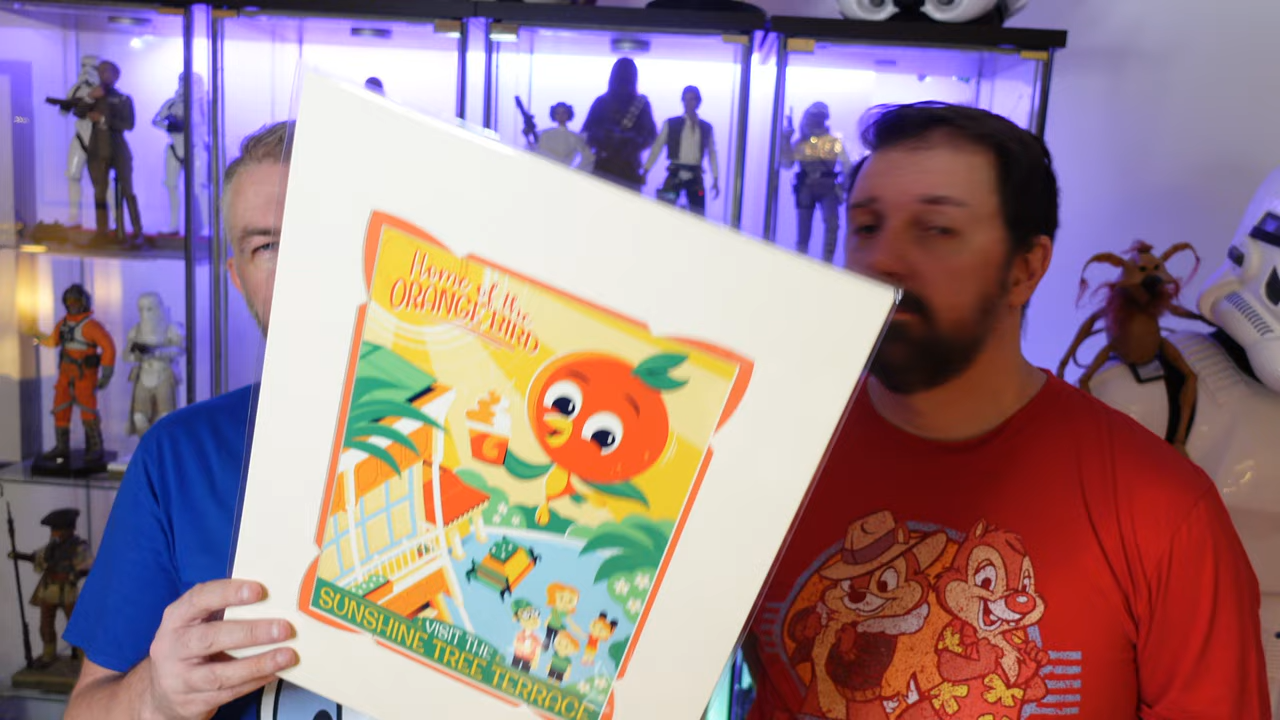 Home of the
ORANGE BIRD
VISIT THE
SUNSHINE TREE TERRACE